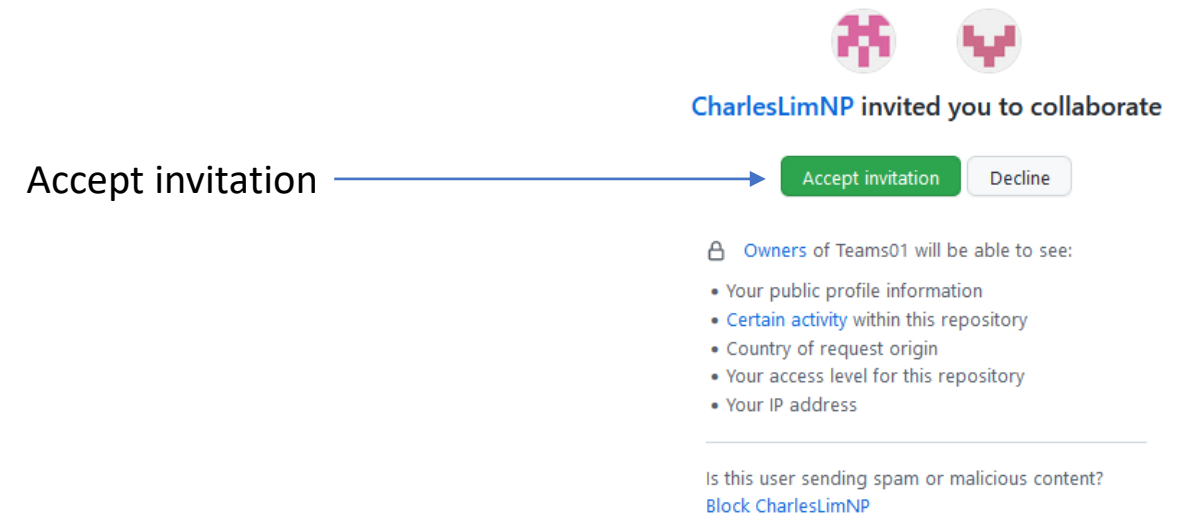 CharlesLimNP invited you to collaborate
Accept invitation
Accept invitation
Decline
Owners of Teams01 will be able to see:
• Your public profile information
• Certain activity within this repository
• Country of request origin
• Your access level for this repository
• Your IP address
Is this user sending spam or malicious content?
Block CharlesLimNP